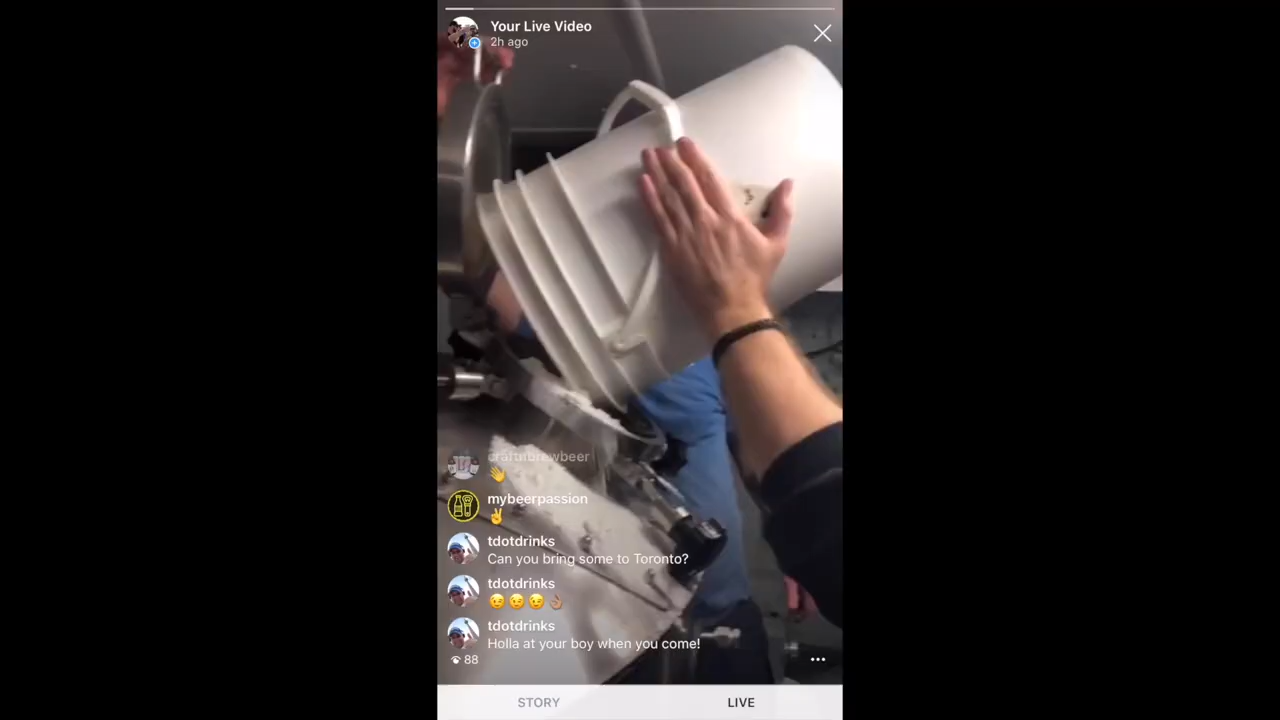 Your Live Video
2h ago
craftnbrewbeer
mybeerpassion
tdotdrinks
Can you bring some to Toronto?
tdotdrinks
tdotdrinks
Holla at your boy when you come!
88
STORY
LIVE